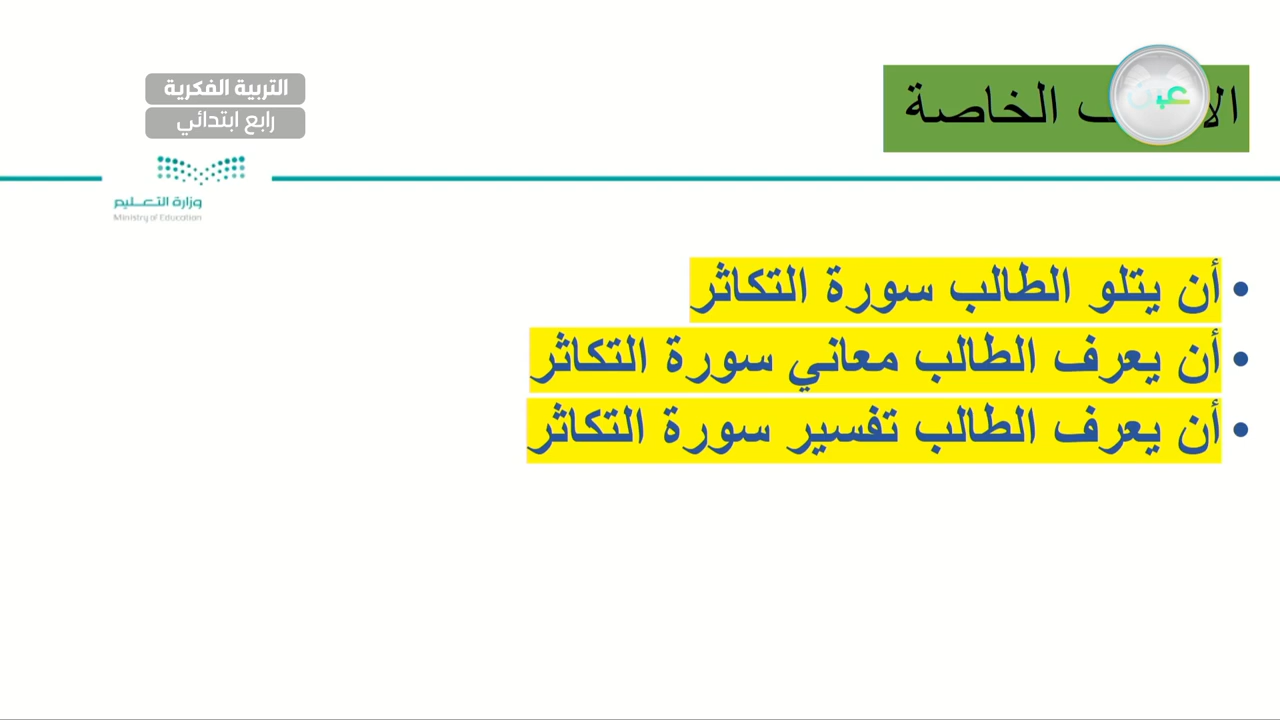 الخاصة
التربية الفكرية
رابع ابتدائي
وزارة التعليم
Ministry of Education
• أن يتلو الطالب سورة التكاثر
• أن يعرف الطالب معاني سورة التكاثر
• أن يعرف الطالب تفسير سورة التكاثر